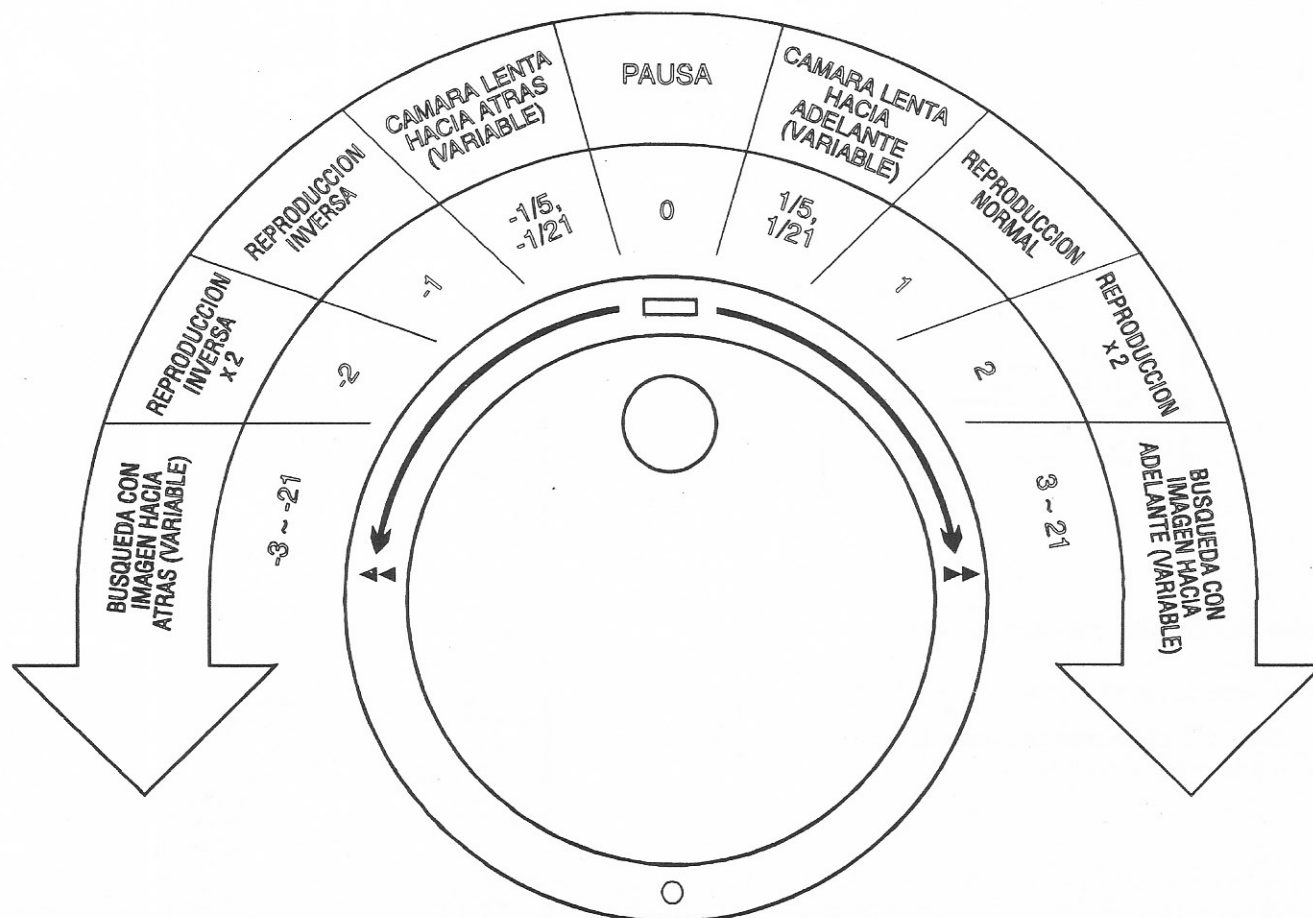 BUSQUEDA CON
IMAGEN HACIA
ATRAS (VARIABLE)
REPRODUCCION
INVERSA
x 2
REPRODUCCION
INVERSA
CAMARA LENTA
HACIA ATRAS
(VARIABLE)
PAUSA
CAMARA LENTA
HACIA
ADELANTE
(VARIABLE)
REPRODUCCION
NORMAL
REPRODUCCION
x 2
BUSQUEDA CON
IMAGEN HACIA
ADELANTE (VARIABLE)
-3 ~ -21
-2
-1
-1/5,
-1/21
0
1/5,
1/21
1
2
3 ~ 21